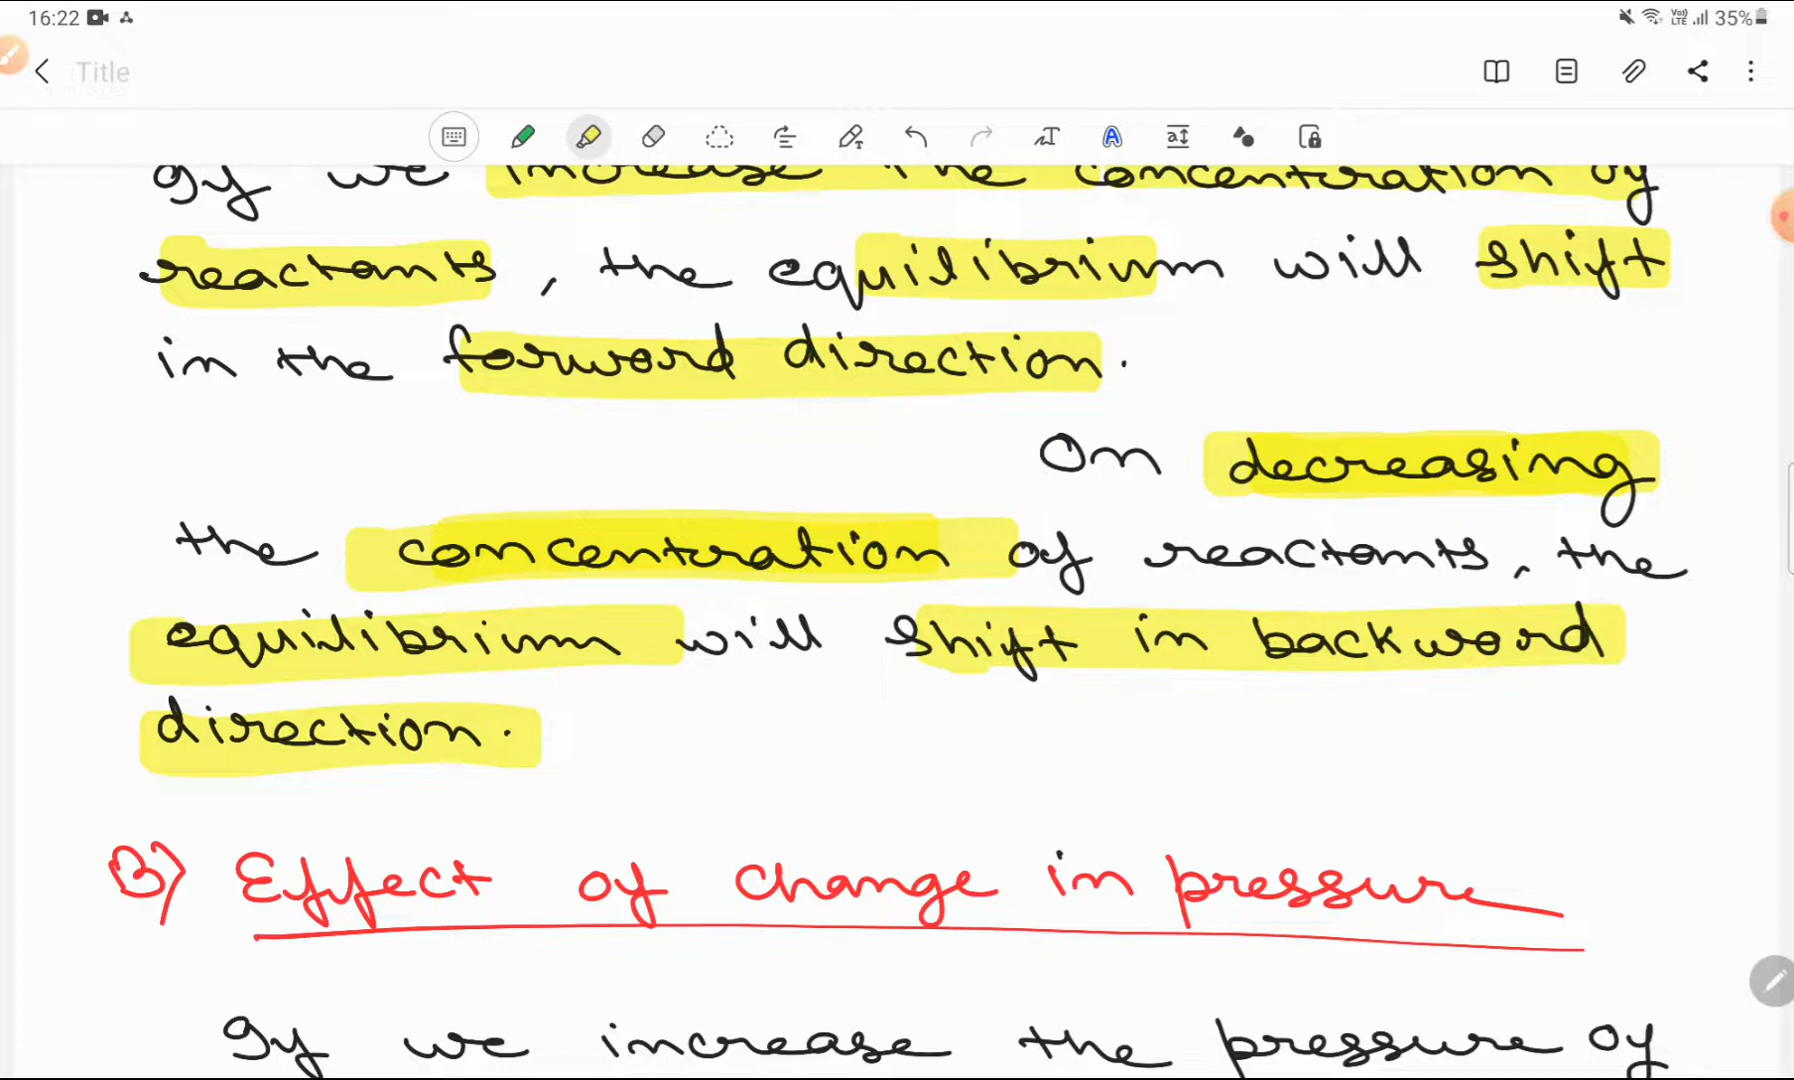 16:22
Vo)) LTE 35%
Title
If we increase the concentration of
reactants, the equilibrium will shift
in the forword direction.
On decreasing
the concentration of reactants, the
equilibrium will shift in backword
direction.
B) Effect of change in pressure
If we increase the pressure of